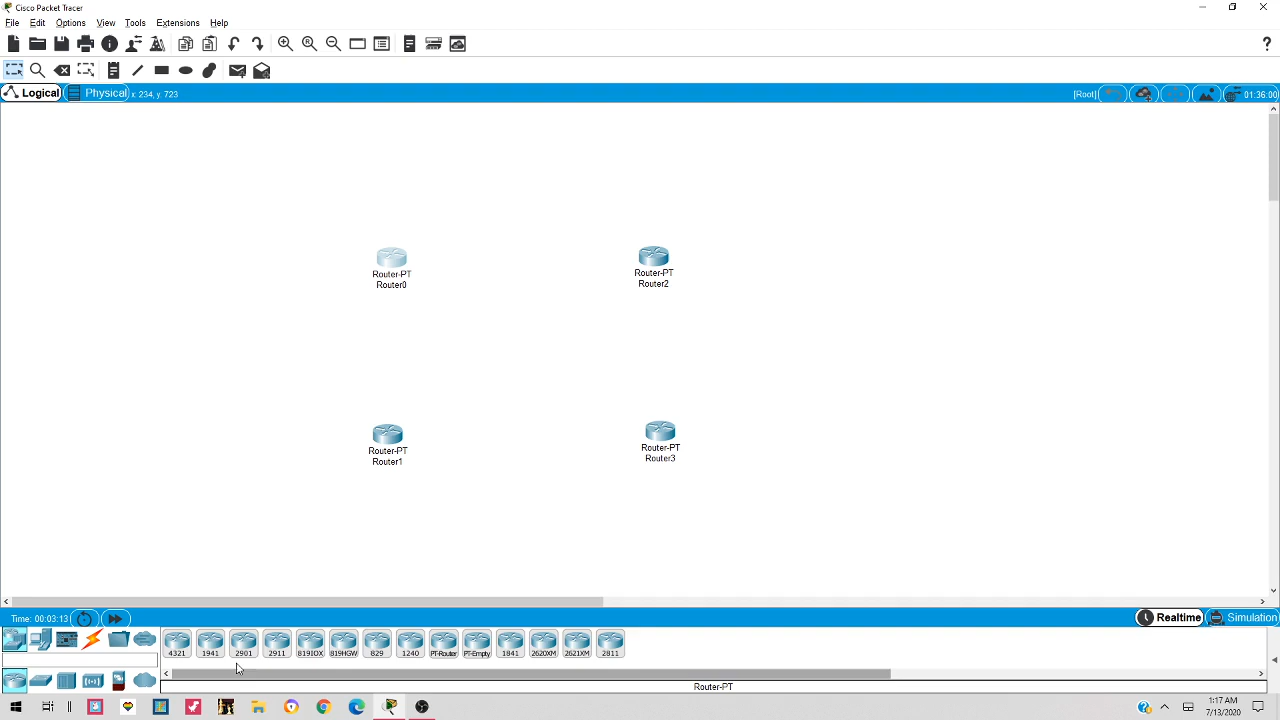 Cisco Packet Tracer
File Edit Options View Tools Extensions Help
?
Logical Physical x: 234, y: 723 [Root] 01:36:00
Router-PT
Router0
Router-PT
Router2
Router-PT
Router1
Router-PT
Router3
Time: 00:03:13 Realtime Simulation
4321 1941 2901 2911 819IOX 819HGW 829 1240 PT-Router PT-Empty 1841 2620XM 2621XM 2811
Router-PT
1:17 AM
7/13/2020